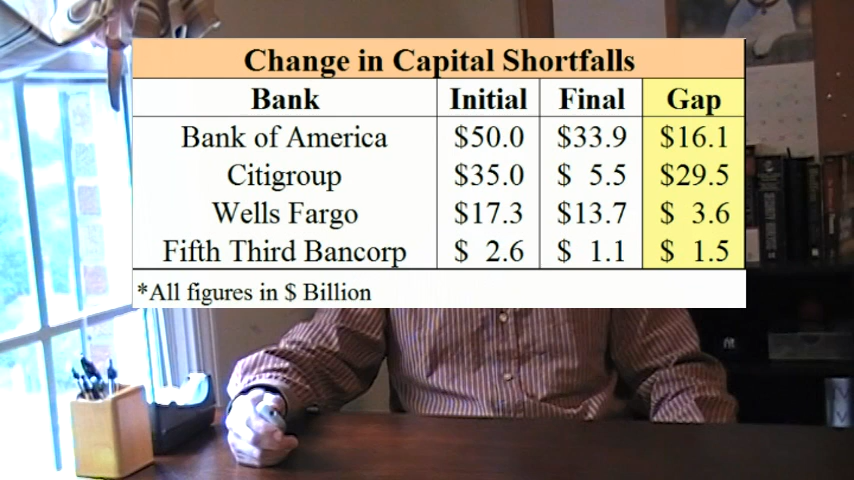 Change in Capital Shortfalls
Bank Initial Final Gap
Bank of America $50.0 $33.9 $16.1
Citigroup $35.0 $ 5.5 $29.5
Wells Fargo $17.3 $13.7 $ 3.6
Fifth Third Bancorp $ 2.6 $ 1.1 $ 1.5
*All figures in $ Billion